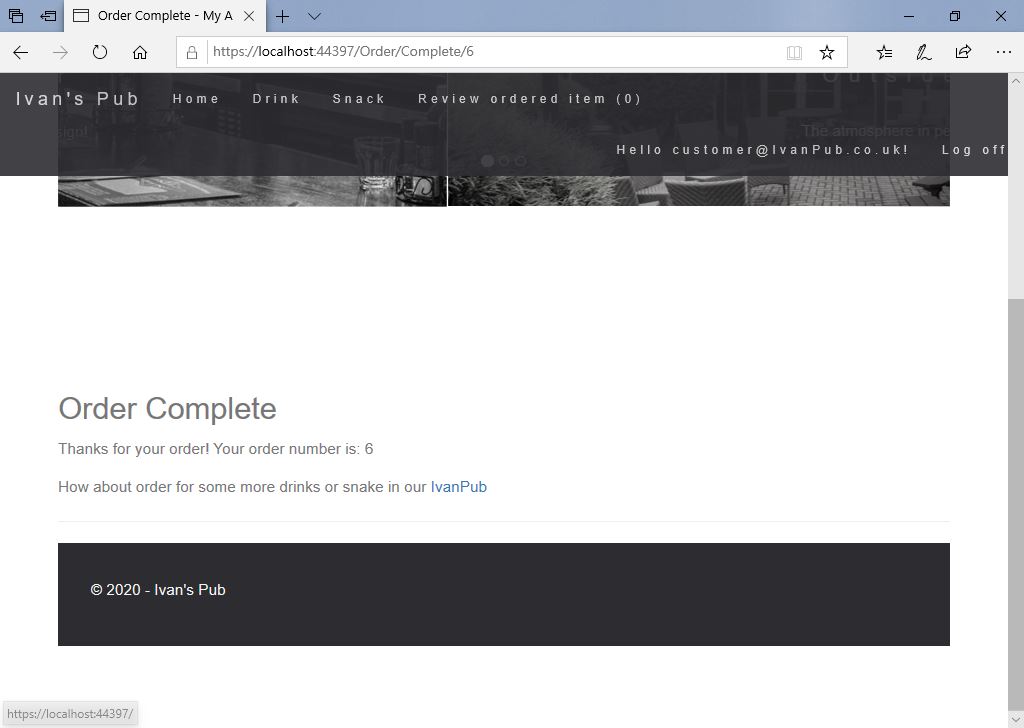 Order Complete - My A
https://localhost:44397/Order/Complete/6
Outside
Ivan's Pub Home Drink Snack Review ordered item (0)
sign!
The atmosphere in pe
Hello customer@IvanPub.co.uk! Log off
Order Complete
Thanks for your order! Your order number is: 6
How about order for some more drinks or snake in our IvanPub
© 2020 - Ivan's Pub
https://localhost:44397/